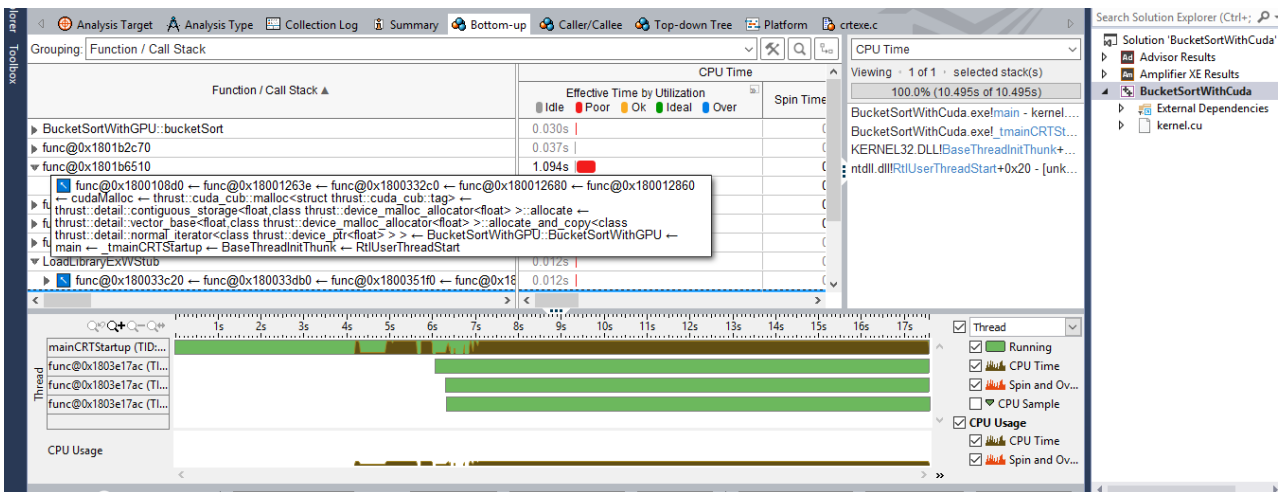 lorer
Toolbox
Analysis Target
Analysis Type
Collection Log
Summary
Bottom-up
Caller/Callee
Top-down Tree
Platform
crtexe.c
Grouping: Function / Call Stack
Function / Call Stack
CPU Time
Effective Time by Utilization
Idle Poor Ok Ideal Over
Spin Time
BucketSortWithGPU::bucketSort 0.030s
func@0x1801b2c70 0.037s
func@0x1801b6510 1.094s
func@0x1800108d0 ← func@0x18001263e ← func@0x1800332c0 ← func@0x180012680 ← func@0x180012860
← cudaMalloc ← thrust::cuda_cub::malloc<struct thrust::cuda_cub::tag> ←
thrust::detail::contiguous_storage<float,class thrust::device_malloc_allocator<float> >::allocate ←
thrust::detail::vector_base<float,class thrust::device_malloc_allocator<float> >::allocate_and_copy<class
thrust::detail::normal_iterator<class thrust::device_ptr<float> > > ← BucketSortWithGPU::BucketSortWithGPU ←
main ← _tmainCRTStartup ← BaseThreadInitThunk ← RtlUserThreadStart
LoadLibraryExWStub 0.012s
func@0x180033c20 ← func@0x180033db0 ← func@0x1800351f0 ← func@0x18 0.012s
CPU Time
Viewing 1 of 1 selected stack(s)
100.0% (10.495s of 10.495s)
BucketSortWithCuda.exe!main - kernel....
BucketSortWithCuda.exe!_tmainCRTSt...
KERNEL32.DLL!BaseThreadInitThunk+...
ntdll.dll!RtlUserThreadStart+0x20 - [unk...
1s 2s 3s 4s 5s 6s 7s 8s 9s 10s 11s 12s 13s 14s 15s 16s 17s
Thread
mainCRTStartup (TID:...
func@0x1803e17ac (TI...
func@0x1803e17ac (TI...
func@0x1803e17ac (TI...
CPU Usage
Thread
Running
CPU Time
Spin and Ov...
CPU Sample
CPU Usage
CPU Time
Spin and Ov...
Search Solution Explorer (Ctrl+;
Solution 'BucketSortWithCuda'
Advisor Results
Amplifier XE Results
BucketSortWithCuda
External Dependencies
kernel.cu